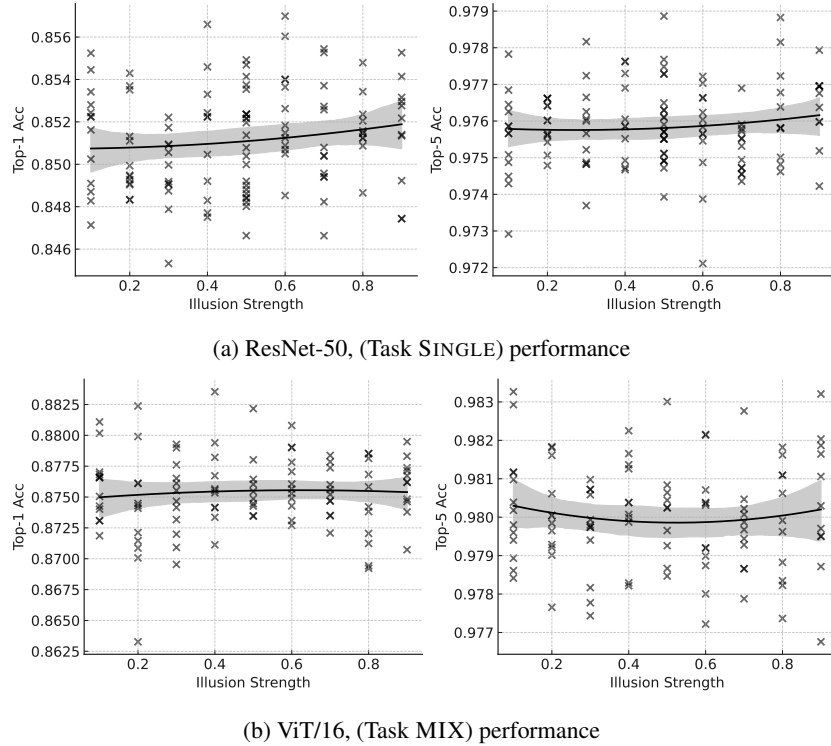 0.856
0.854
0.852
0.850
0.848
0.846
Top-1 Acc
0.2 0.4 0.6 0.8
Illusion Strength
0.979
0.978
0.977
0.976
0.975
0.974
0.973
0.972
Top-5 Acc
0.2 0.4 0.6 0.8
Illusion Strength
(a) ResNet-50, (Task SINGLE) performance
0.8825
0.8800
0.8775
0.8750
0.8725
0.8700
0.8675
0.8650
0.8625
Top-1 Acc
0.2 0.4 0.6 0.8
Illusion Strength
0.983
0.982
0.981
0.980
0.979
0.978
0.977
Top-5 Acc
0.2 0.4 0.6 0.8
Illusion Strength
(b) ViT/16, (Task MIX) performance